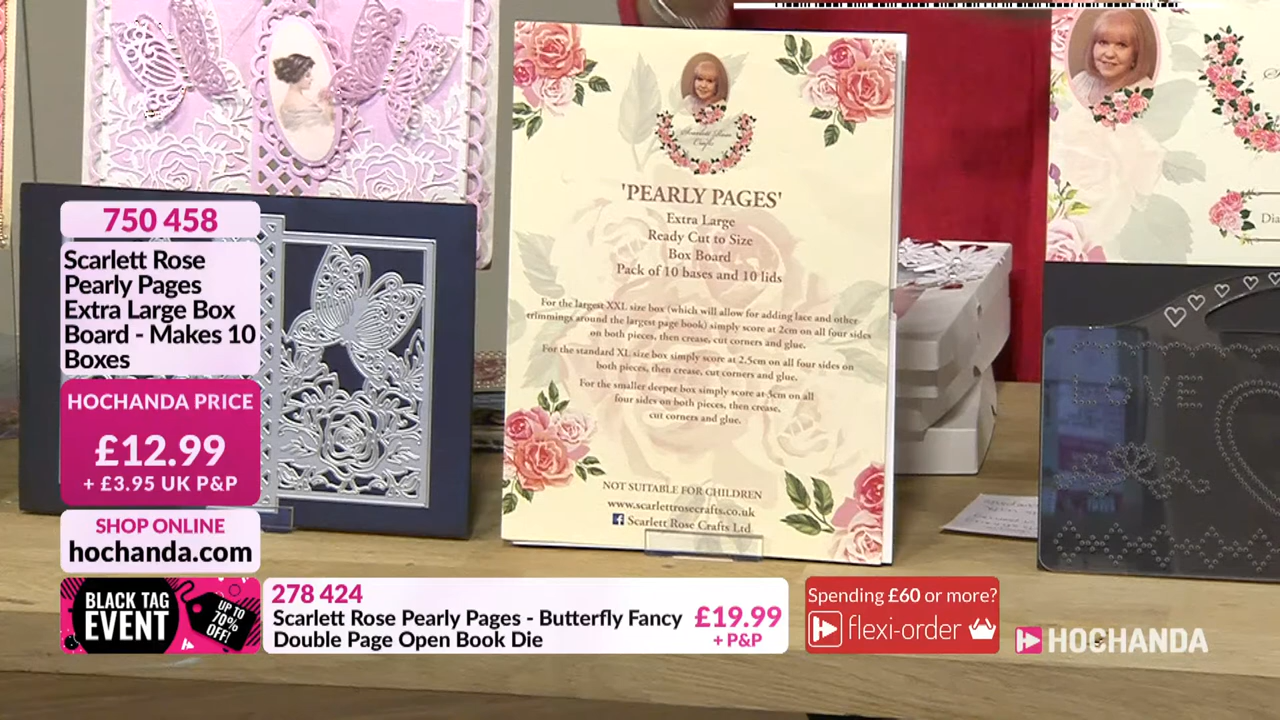 750 458
Scarlett Rose
Pearly Pages
Extra Large Box
Board - Makes 10
Boxes
HOCHANDA PRICE
£12.99
+ £3.95 UK P&P
SHOP ONLINE
hochanda.com
Scarlett Rose
Crafts
'PEARLY PAGES'
Extra Large
Ready Cut to Size
Box Board
Pack of 10 bases and 10 lids
For the largest XXL size box (which will allow for adding lace and other
trimmings around the largest page book) simply score at 2cm on all four sides
on both pieces, then crease, cut corners and glue.
For the standard XL size box simply score at 2.5cm on all four sides on
both pieces, then crease, cut corners and glue.
For the smaller deeper box simply score at 3cm on all
four sides on both pieces, then crease,
cut corners and glue.
NOT SUITABLE FOR CHILDREN
www.scarlettrosecrafts.co.uk
Scarlett Rose Crafts Ltd
LOVE
BLACK TAG
EVENT
UP TO
70%
OFF!
278 424
Scarlett Rose Pearly Pages - Butterfly Fancy
Double Page Open Book Die
£19.99
+ P&P
Spending £60 or more?
flexi-order
HOCHANDA